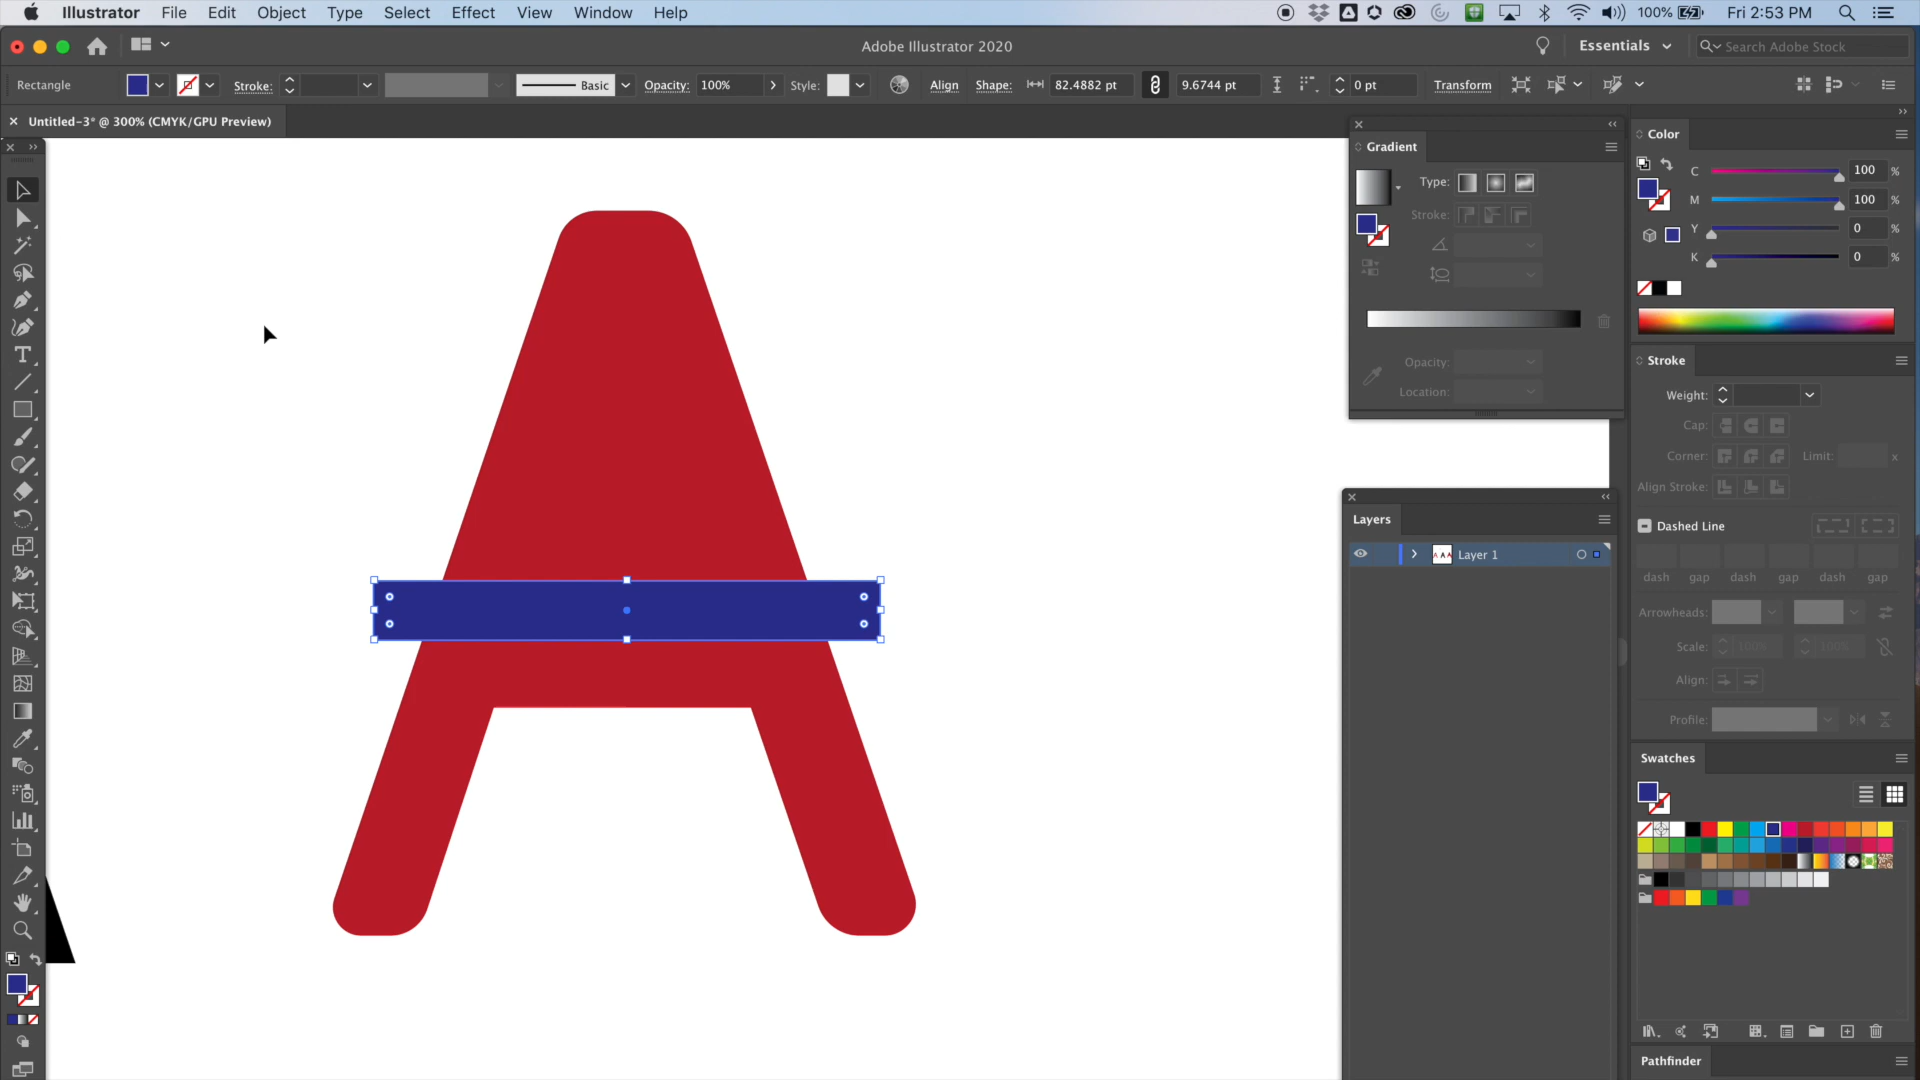 Illustrator File Edit Object Type Select Effect View Window Help 100% Fri 2:53 PM
Adobe Illustrator 2020 Essentials Search Adobe Stock
Rectangle Stroke: Basic Opacity: 100% Style: Align Shape: 82.4882 pt 9.6744 pt 0 pt Transform
Untitled-3* @ 300% (CMYK/GPU Preview)
Gradient
Type:
Stroke:
Opacity:
Location:
Layers
Layer 1
Color
C 100 %
M 100 %
Y 0 %
K 0 %
Stroke
Weight:
Cap:
Corner: Limit: x
Align Stroke:
Dashed Line
dash gap dash gap dash gap
Arrowheads:
Scale: 100% 100%
Align:
Profile:
Swatches
Pathfinder